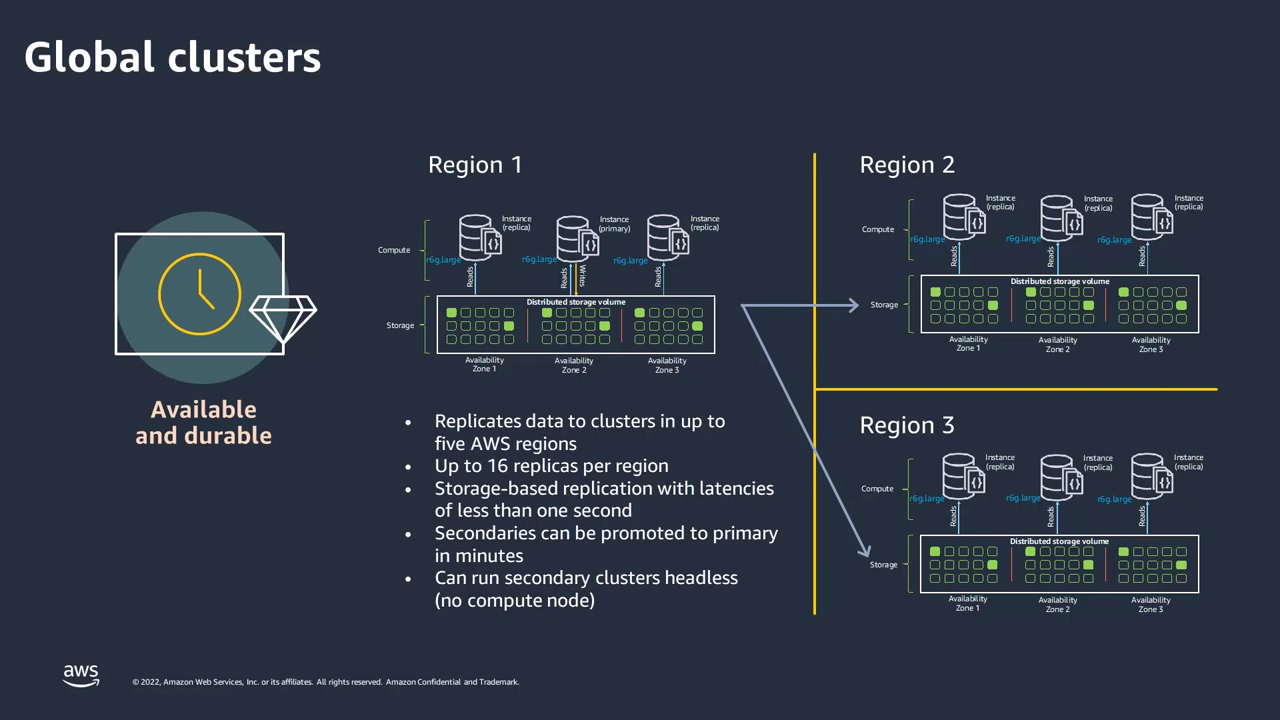 Global clusters
Available
and durable
Region 1
Instance
(replica)
Instance
(primary)
Instance
(replica)
Compute
r6g.large
r6g.large
r6g.large
Reads
Reads
Writes
Reads
Distributed storage volume
Storage
Availability
Zone 1
Availability
Zone 2
Availability
Zone 3
• Replicates data to clusters in up to
five AWS regions
• Up to 16 replicas per region
• Storage-based replication with latencies
of less than one second
• Secondaries can be promoted to primary
in minutes
• Can run secondary clusters headless
(no compute node)
Region 2
Instance
(replica)
Instance
(replica)
Instance
(replica)
Compute
r6g.large
r6g.large
r6g.large
Reads
Reads
Reads
Distributed storage volume
Storage
Availability
Zone 1
Availability
Zone 2
Availability
Zone 3
Region 3
Instance
(replica)
Instance
(replica)
Instance
(replica)
Compute
r6g.large
r6g.large
r6g.large
Reads
Reads
Reads
Distributed storage volume
Storage
Availability
Zone 1
Availability
Zone 2
Availability
Zone 3
aws
© 2022, Amazon Web Services, Inc. or its affiliates. All rights reserved. Amazon Confidential and Trademark.